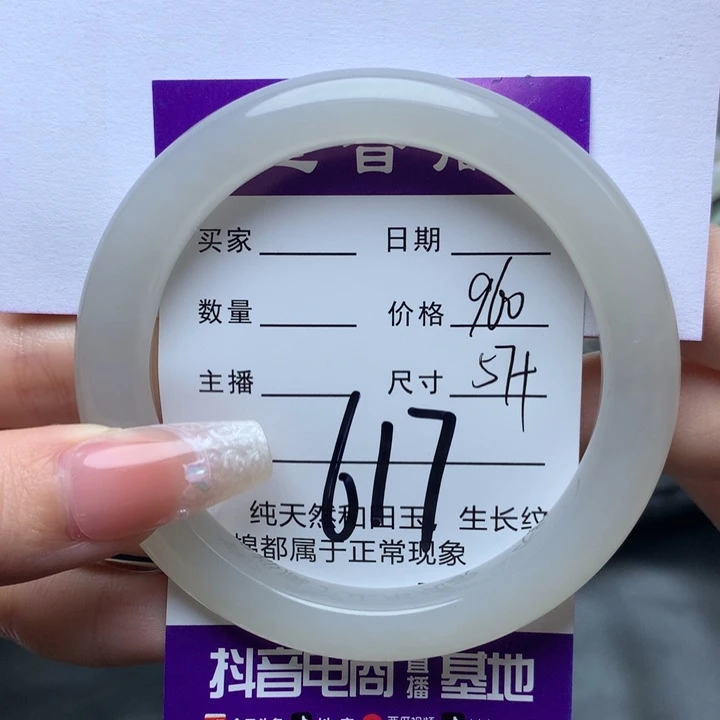 春
买家 日期
数量 价格 960
主播 尺寸 57+
617
纯天然和田玉，生长纹
棉都属于正常现象
抖音电商直播基地